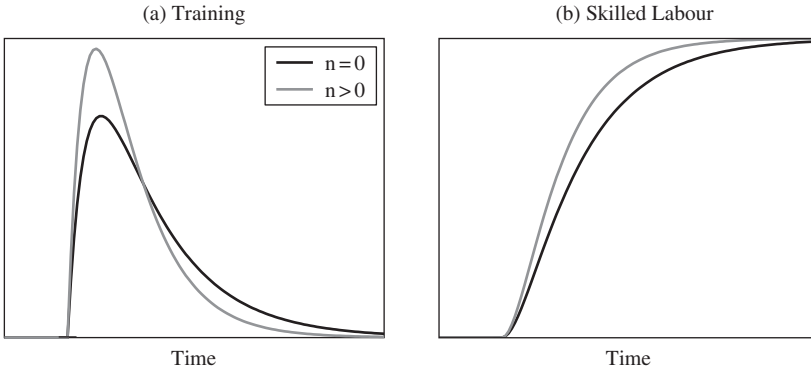 (a) Training
n = 0
n > 0
Time
(b) Skilled Labour
Time